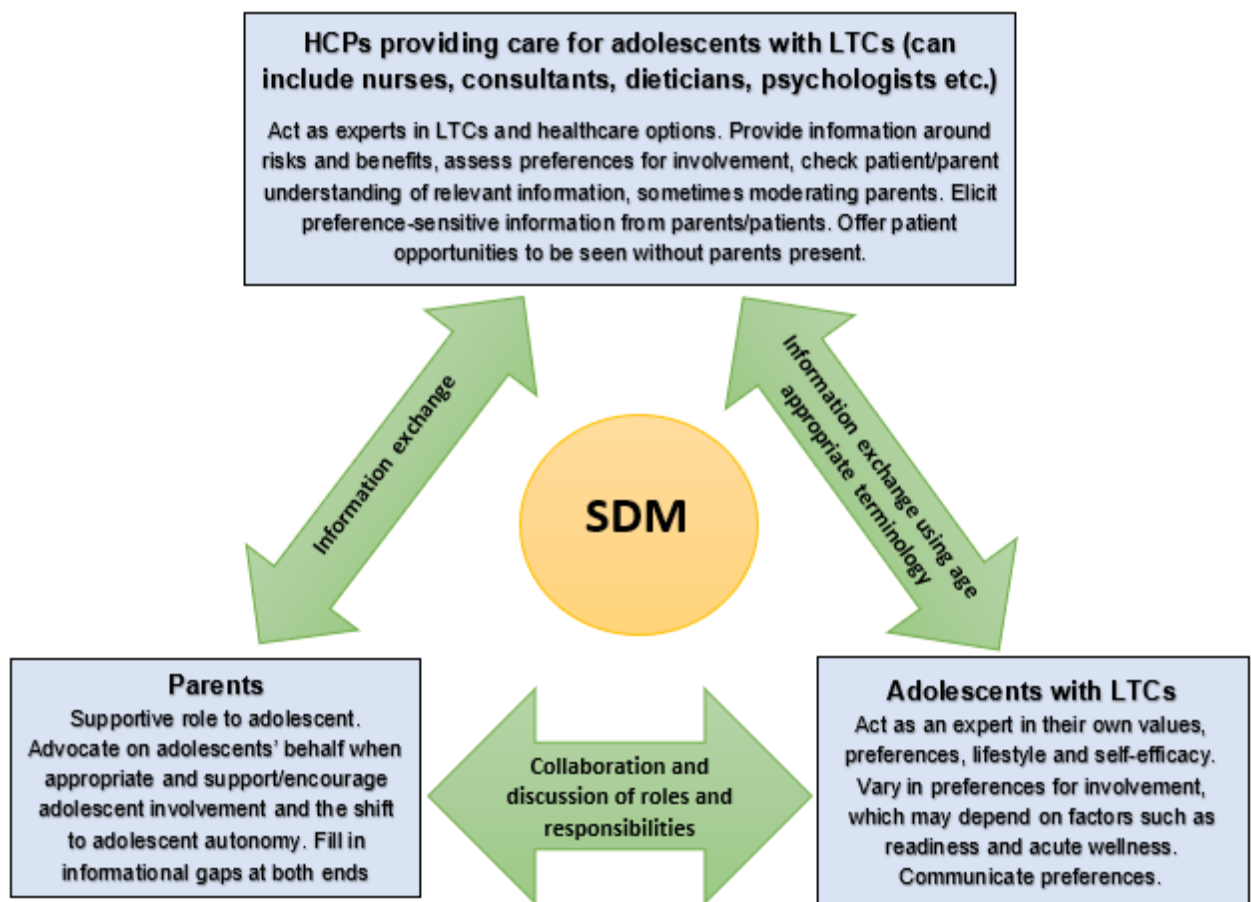 HCPs providing care for adolescents with LTCs (can
include nurses, consultants, dieticians, psychologists etc.)
Act as experts in LTCs and healthcare options. Provide information around
risks and benefits, assess preferences for involvement, check patient/parent
understanding of relevant information, sometimes moderating parents. Elicit
preference-sensitive information from parents/patients. Offer patient
opportunities to be seen without parents present.
Information exchange
Information exchange using age
appropriate terminology
SDM
Parents
Supportive role to adolescent.
Advocate on adolescents' behalf when
appropriate and support/encourage
adolescent involvement and the shift
to adolescent autonomy. Fill in
informational gaps at both ends
Collaboration and
discussion of roles and
responsibilities
Adolescents with LTCs
Act as an expert in their own values,
preferences, lifestyle and self-efficacy.
Vary in preferences for involvement,
which may depend on factors such as
readiness and acute wellness.
Communicate preferences.